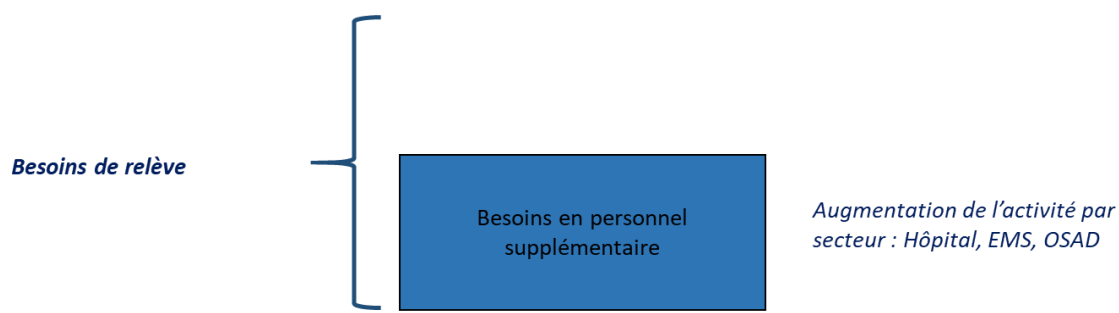 Besoins de relève
Besoins en personnel
supplémentaire
Augmentation de l’activité par
secteur : Hôpital, EMS, OSAD